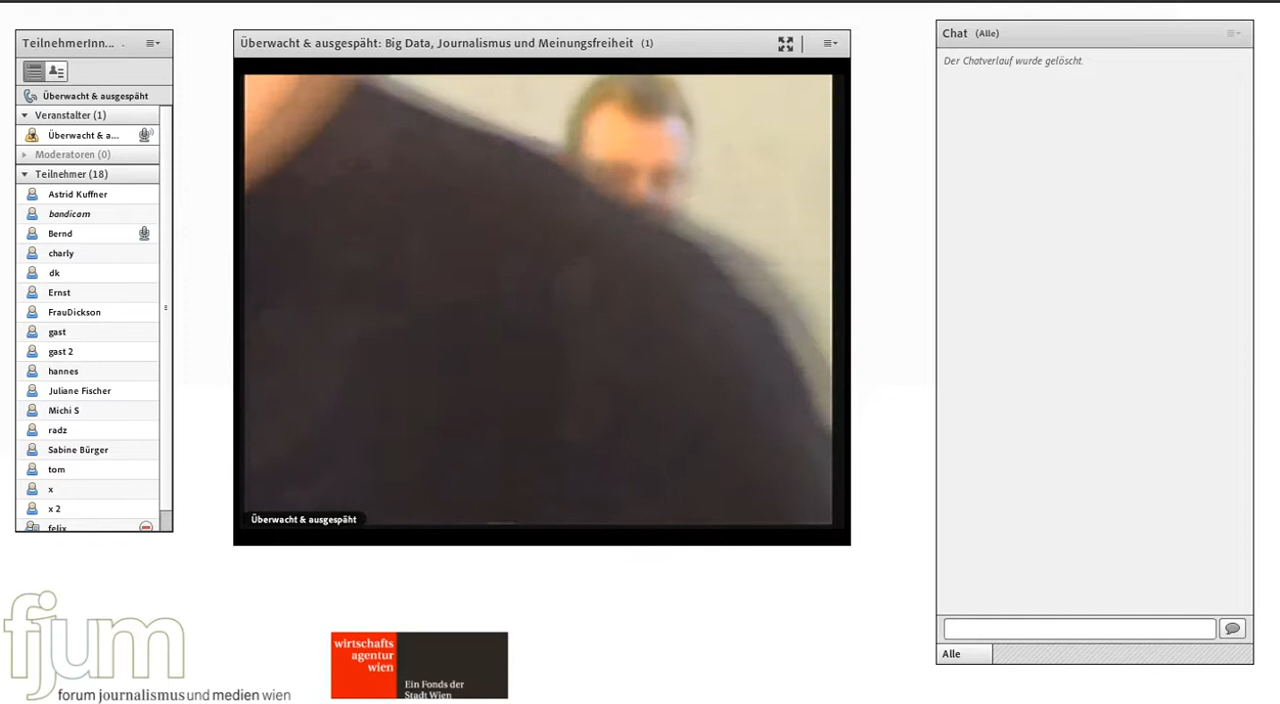 TeilnehmerInn...
Überwacht & ausgespäht
Veranstalter (1)
Überwacht & a...
Moderatoren (0)
Teilnehmer (18)
Astrid Kuffner
bandicam
Bernd
charly
dk
Ernst
FrauDickson
gast
gast 2
hannes
Juliane Fischer
Michi S
radz
Sabine Bürger
tom
x
x 2
felix
Überwacht & ausgespäht: Big Data, Journalismus und Meinungsfreiheit (1)
Überwacht & ausgespäht
Chat (Alle)
Der Chatverlauf wurde gelöscht.
Alle
fjum
forum journalismus und medien wien
wirtschafts
agentur
wien
Ein Fonds der
Stadt Wien